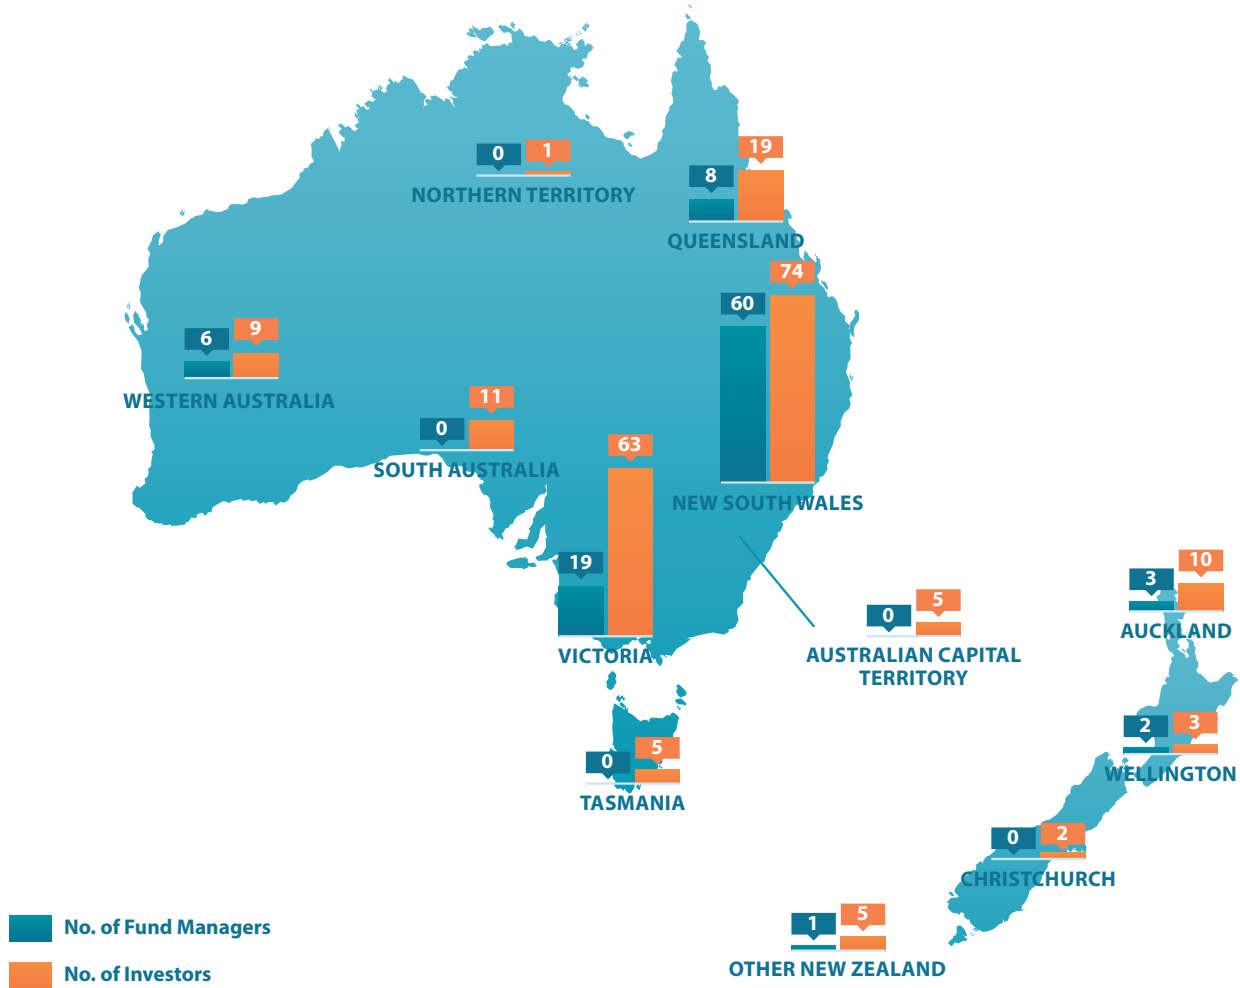 0 1
NORTHERN TERRITORY
8 19
QUEENSLAND
60 74
NEW SOUTH WALES
6 9
WESTERN AUSTRALIA
0 11
SOUTH AUSTRALIA
19 63
VICTORIA
0 5
AUSTRALIAN CAPITAL
TERRITORY
0 5
TASMANIA
3 10
AUCKLAND
2 3
WELLINGTON
0 2
CHRISTCHURCH
1 5
OTHER NEW ZEALAND
No. of Fund Managers
No. of Investors